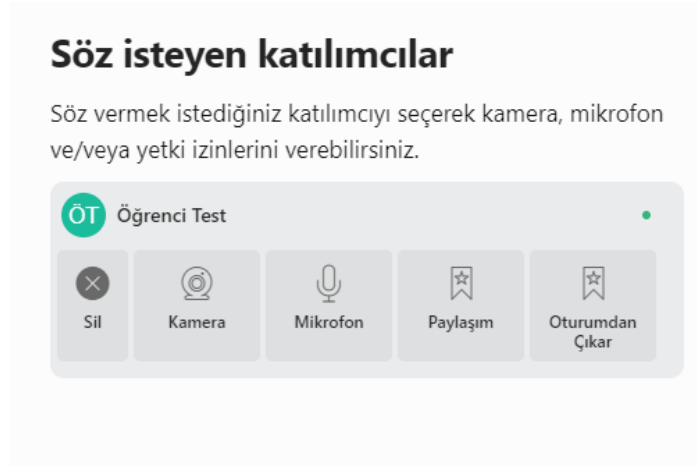 Söz isteyen katılımcılar
Söz vermek istediğiniz katılımcıyı seçerek kamera, mikrofon
ve/veya yetki izinlerini verebilirsiniz.
ÖT Öğrenci Test
Sil
Kamera
Mikrofon
Paylaşım
Oturumdan
Çıkar